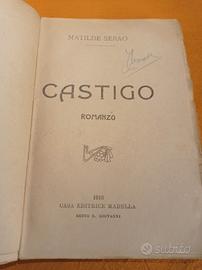 MATILDE SERAO
CASTIGO
ROMANZO
CASA EDITRICE MADELLA
SESTO S. GIOVANNI
subito